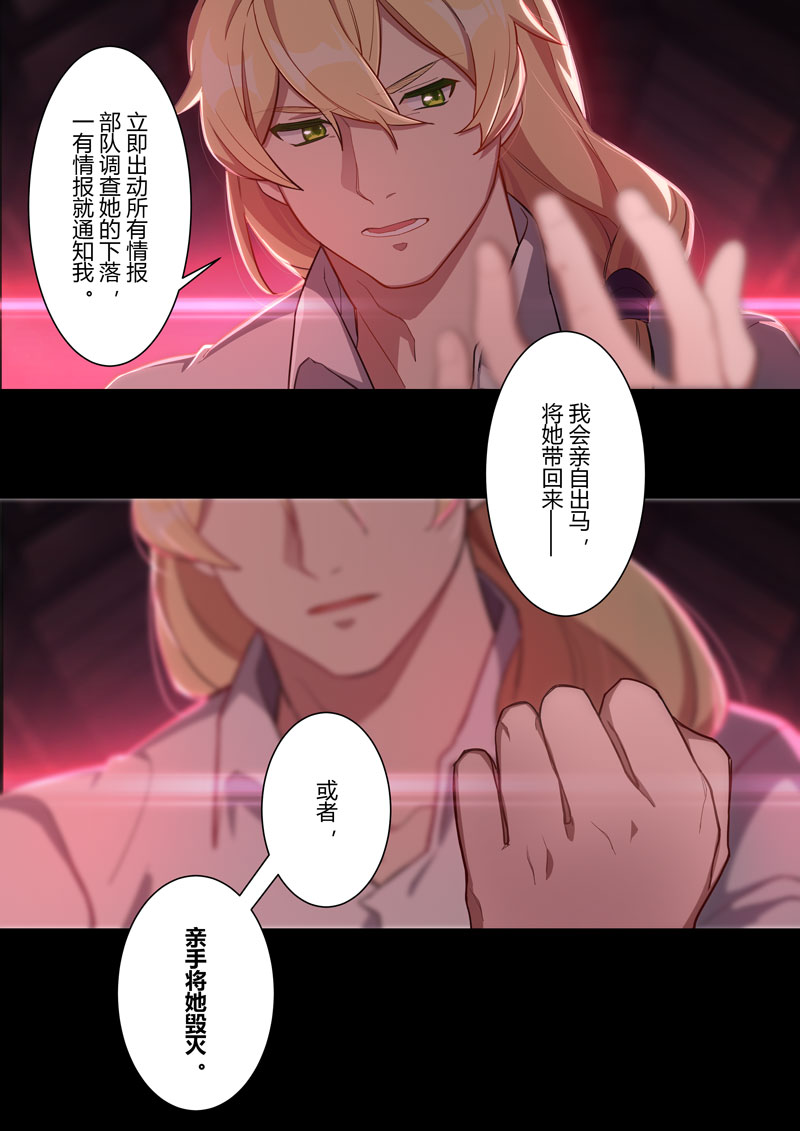 立即出动所有情报
部队调查她的下落，
一有情报就通知我。
我会亲自出马，
将她带回来——
或者，
亲手将她毁灭。